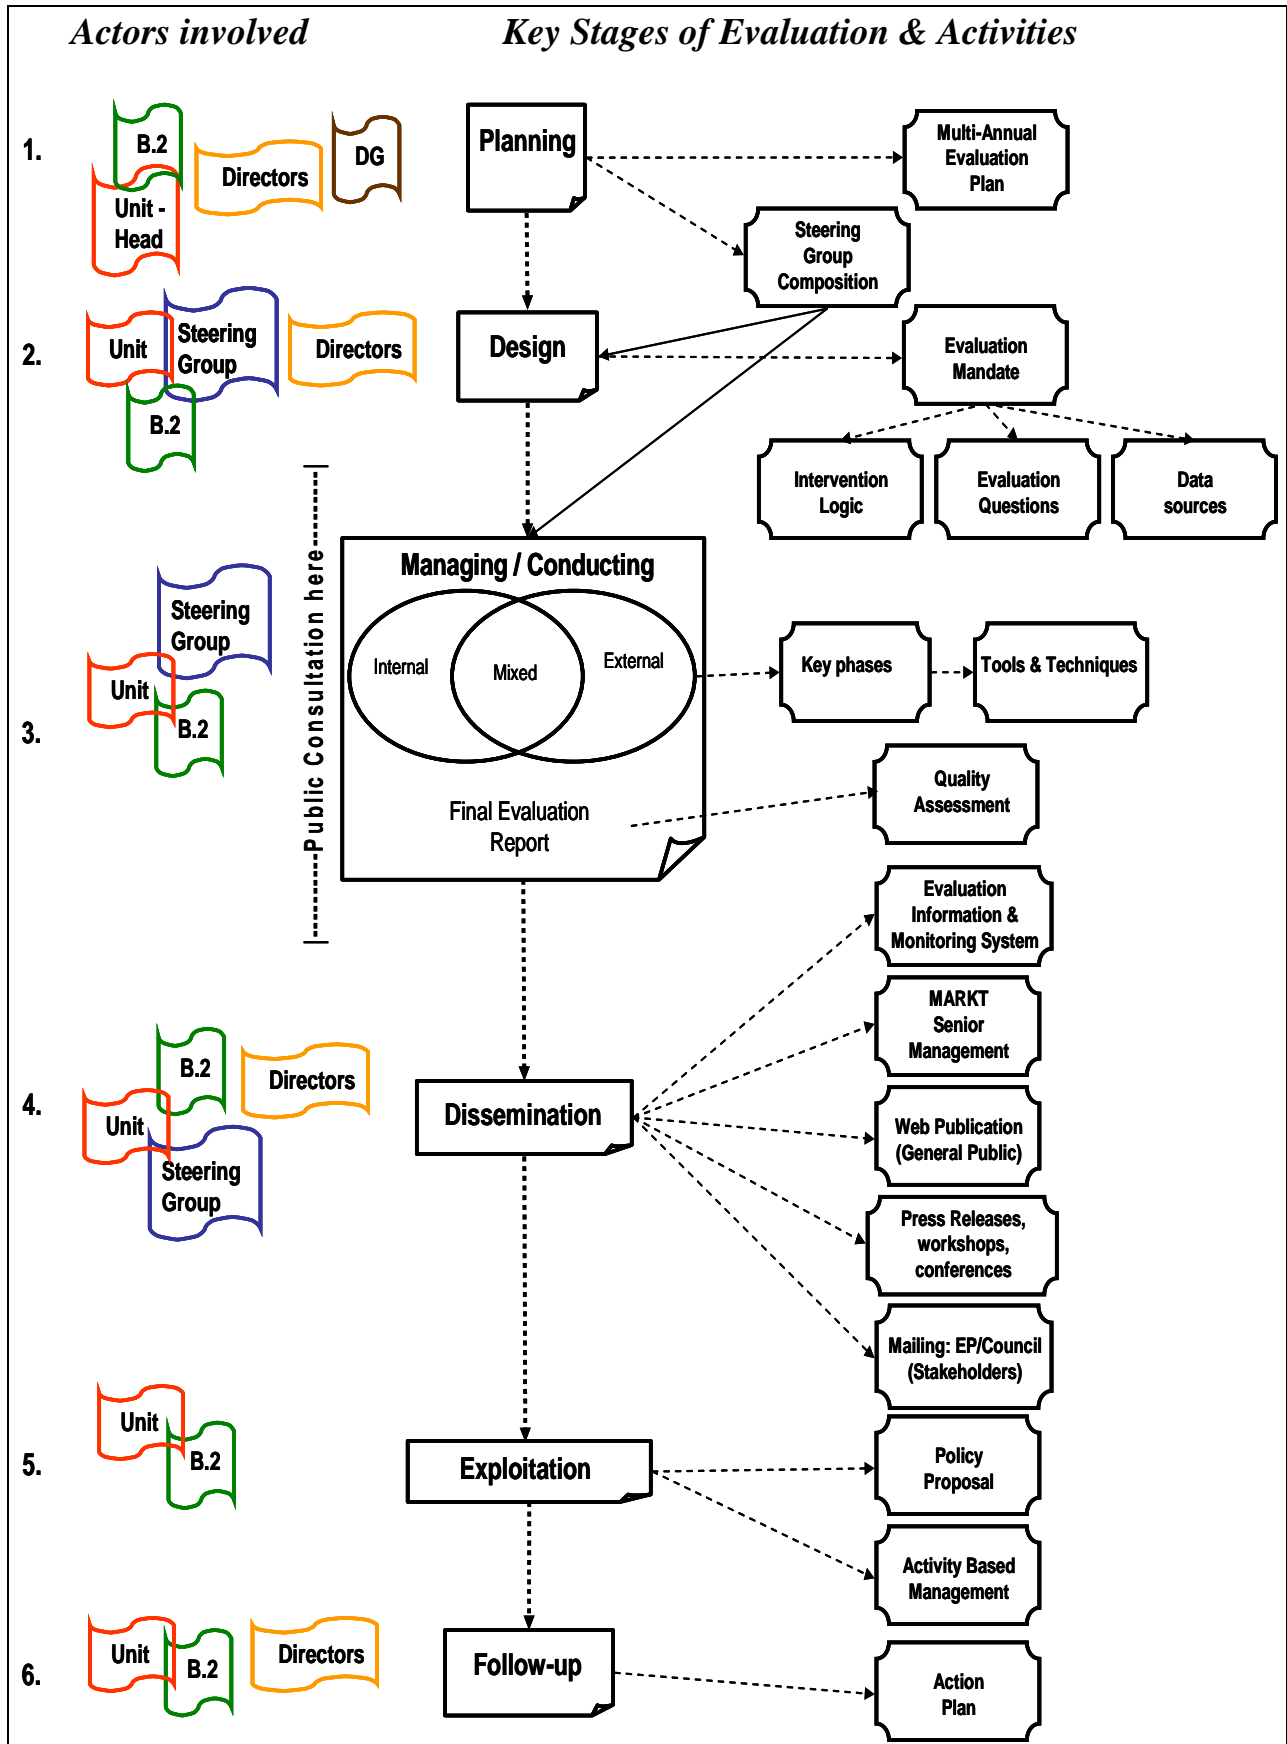 Actors involved
Key Stages of Evaluation & Activities
1.
B.2
Unit -
Head
Directors
DG
Planning
Multi-Annual
Evaluation
Plan
Steering
Group
Composition
2.
Unit
Steering
Group
B.2
Directors
Design
Evaluation
Mandate
Intervention
Logic
Evaluation
Questions
Data
sources
Public Consultation here
3.
Steering
Group
Unit
B.2
Managing / Conducting
Internal
Mixed
External
Final Evaluation
Report
Key phases
Tools & Techniques
Quality
Assessment
Evaluation
Information &
Monitoring System
MARKT
Senior
Management
4.
B.2
Directors
Unit
Steering
Group
Dissemination
Web Publication
(General Public)
Press Releases,
workshops,
conferences
Mailing: EP/Council
(Stakeholders)
5.
Unit
B.2
Exploitation
Policy
Proposal
Activity Based
Management
6.
Unit
B.2
Directors
Follow-up
Action
Plan